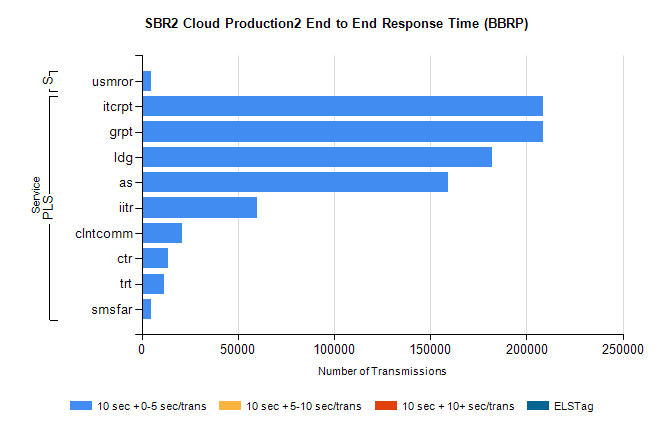 SBR2 Cloud Production2 End to End Response Time (BBRP)
usmror
itcrpt
grpt
ldg
as
iitr
clntcomm
ctr
trt
smsfar
Service
PLS
S
0 50000 100000 150000 200000 250000
Number of Transmissions
10 sec +0-5 sec/trans 10 sec +5-10 sec/trans 10 sec + 10+ sec/trans ELSTag